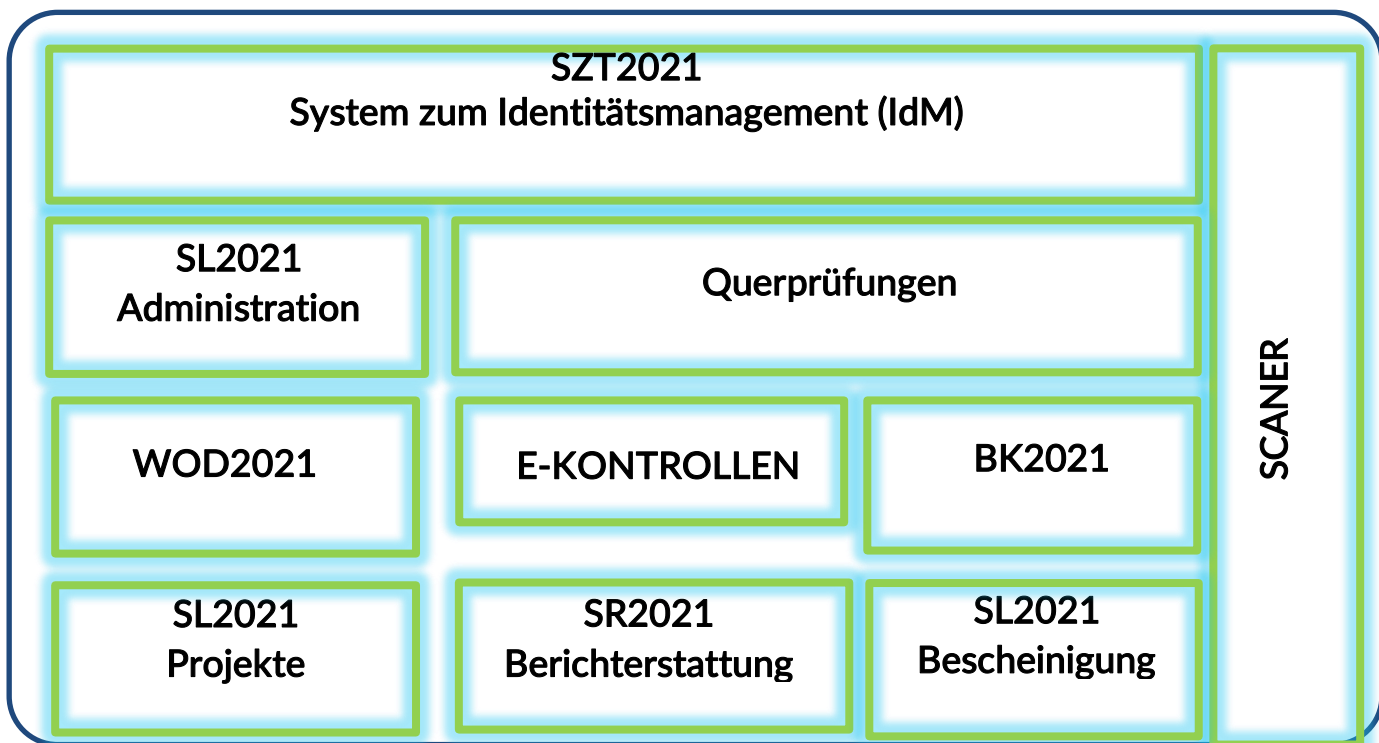 SZT2021
System zum Identitätsmanagement (IdM)
SL2021
Administration
Querprüfungen
WOD2021
E-KONTROLLEN
BK2021
SL2021
Projekte
SR2021
Berichterstattung
SL2021
Bescheinigung
SCANER